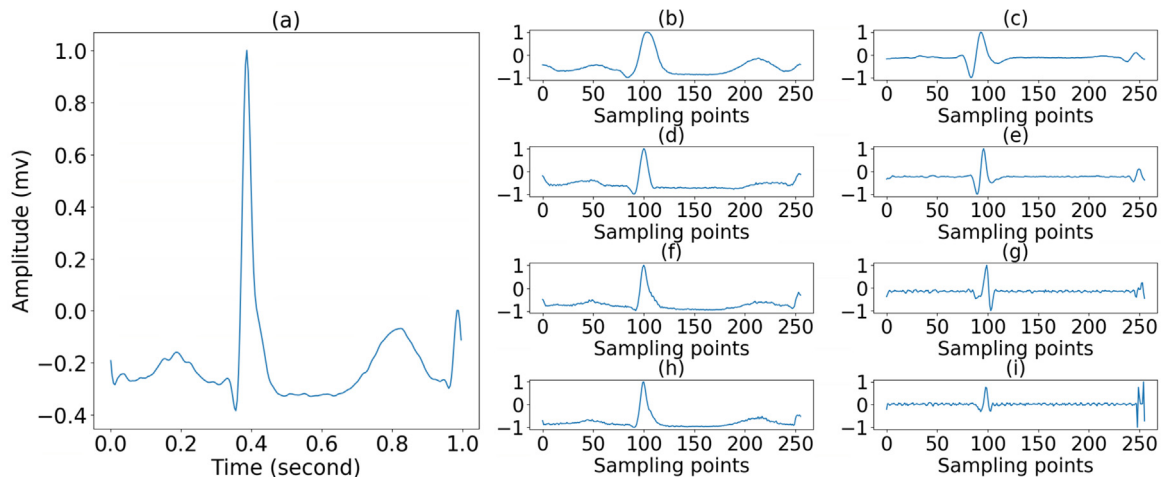 (a)
1.0
0.8
0.6
0.4
0.2
0.0
−0.2
−0.4
Amplitude (mv)
0.0 0.2 0.4 0.6 0.8 1.0
Time (second)
(b)
1
0
−1
0 50 100 150 200 250
Sampling points
(c)
1
0
−1
0 50 100 150 200 250
Sampling points
(d)
1
0
−1
0 50 100 150 200 250
Sampling points
(e)
1
0
−1
0 50 100 150 200 250
Sampling points
(f)
1
0
−1
0 50 100 150 200 250
Sampling points
(g)
1
0
−1
0 50 100 150 200 250
Sampling points
(h)
1
0
−1
0 50 100 150 200 250
Sampling points
(i)
1
0
−1
0 50 100 150 200 250
Sampling points